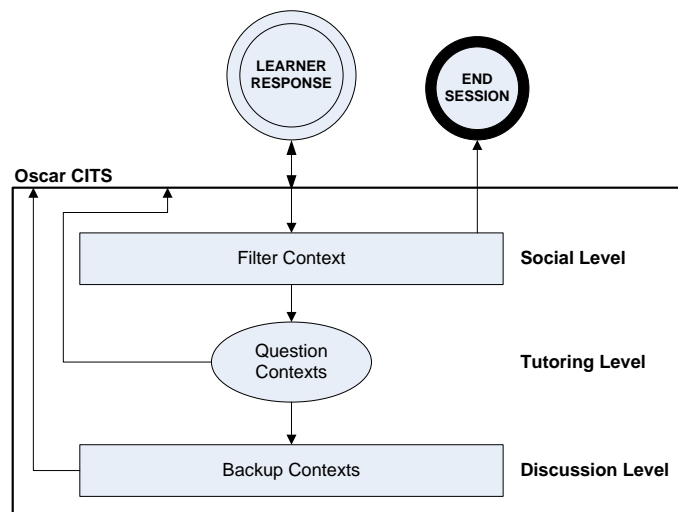 LEARNER
RESPONSE
END
SESSION
Oscar CITS
Filter Context
Social Level
Question
Contexts
Tutoring Level
Backup Contexts
Discussion Level